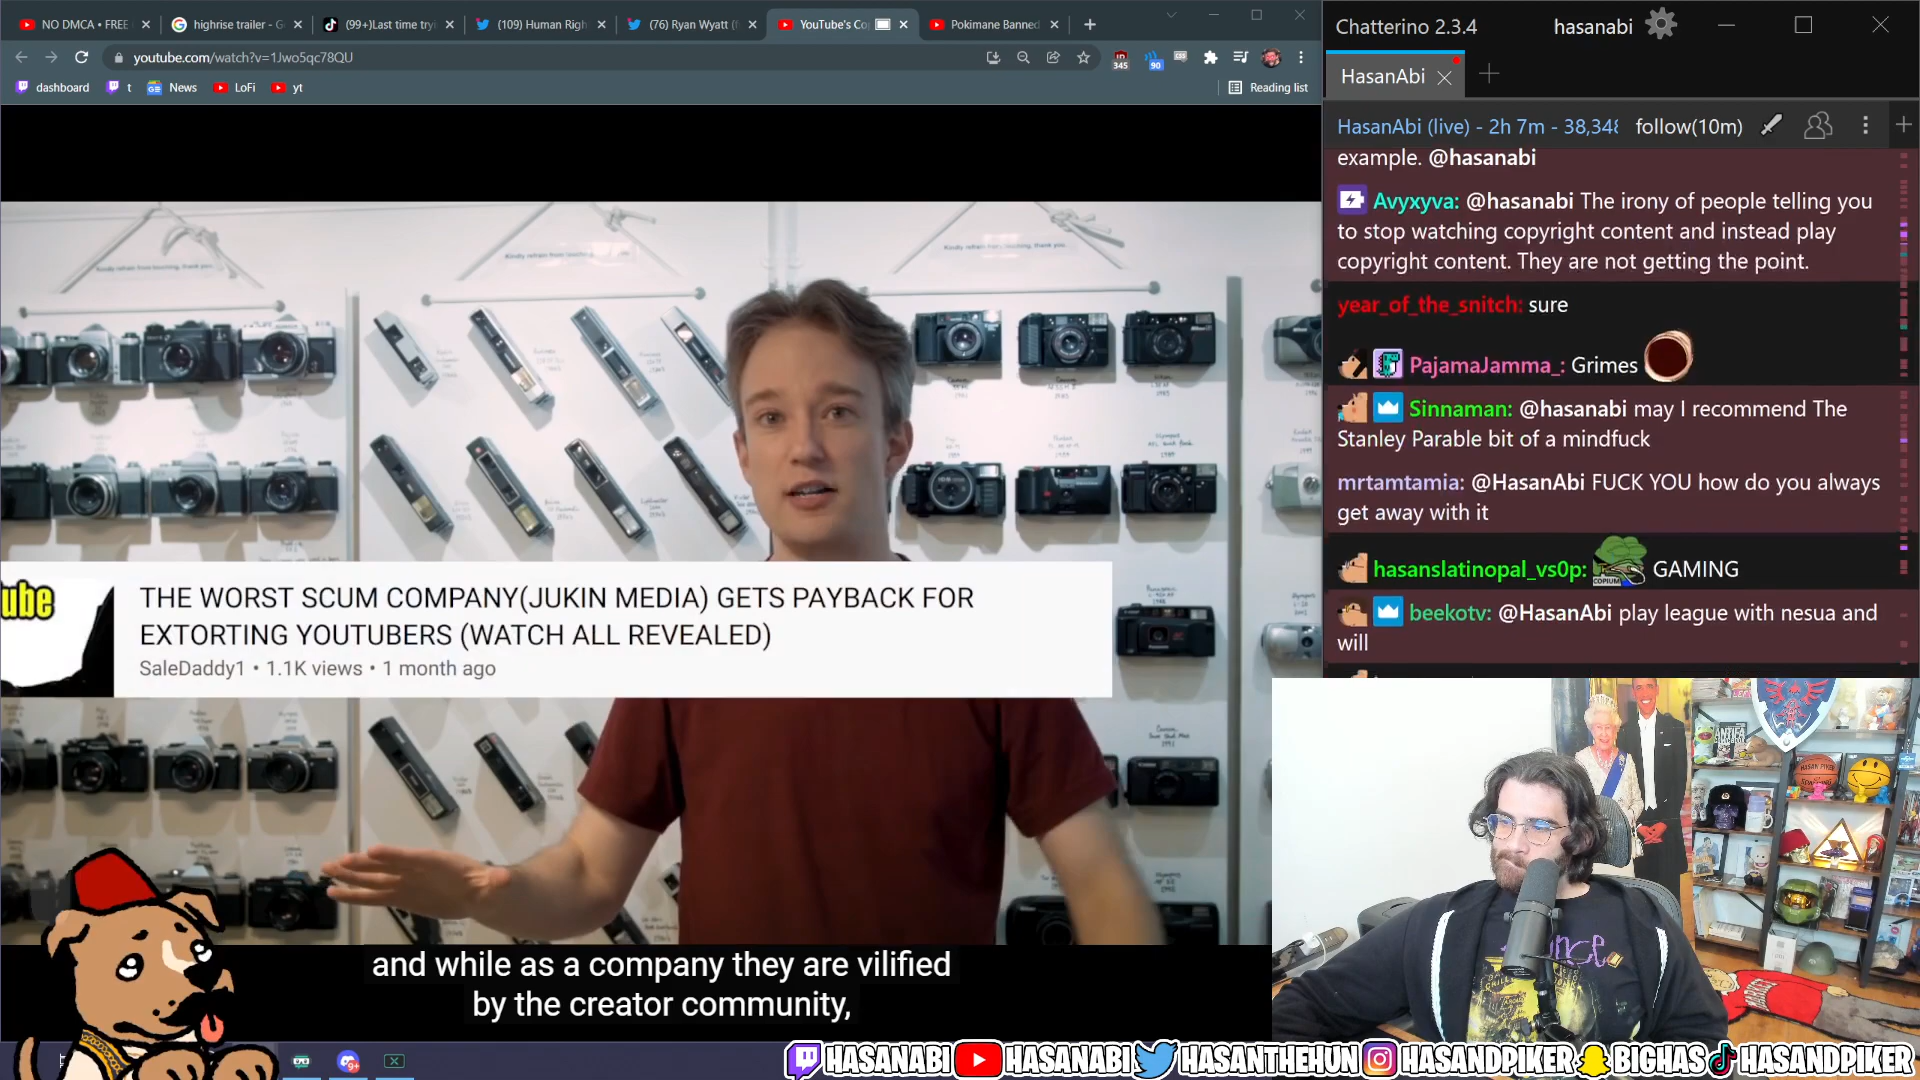 NO DMCA • FREE
highrise trailer - G
(99+)Last time tryi
(109) Human Righ
(76) Ryan Wyatt (
YouTube's Co
Pokimane Banned
youtube.com/watch?v=1Jwo5qc78QU
345
90
dashboard
t
News
LoFi
yt
Reading list
Chatterino 2.3.4
hasanabi
HasanAbi
HasanAbi (live) - 2h 7m - 38,348
follow(10m)
example. @hasanabi
Avyxyva: @hasanabi The irony of people telling you
to stop watching copyright content and instead play
copyright content. They are not getting the point.
year_of_the_snitch: sure
PajamaJamma_: Grimes
Sinnaman: @hasanabi may I recommend The
Stanley Parable bit of a mindfuck
mrtamtamia: @HasanAbi FUCK YOU how do you always
get away with it
hasanslatinopal_vs0p: GAMING
COPIUM
beekotv: @HasanAbi play league with nesua and
will
ube
THE WORST SCUM COMPANY(JUKIN MEDIA) GETS PAYBACK FOR
EXTORTING YOUTUBERS (WATCH ALL REVEALED)
SaleDaddy1 • 1.1K views • 1 month ago
and while as a company they are vilified
by the creator community,
HASANABI
HASANABI
HASANTHEHUN
HASANDPIKER
BIGHAS
HASANDPIKER